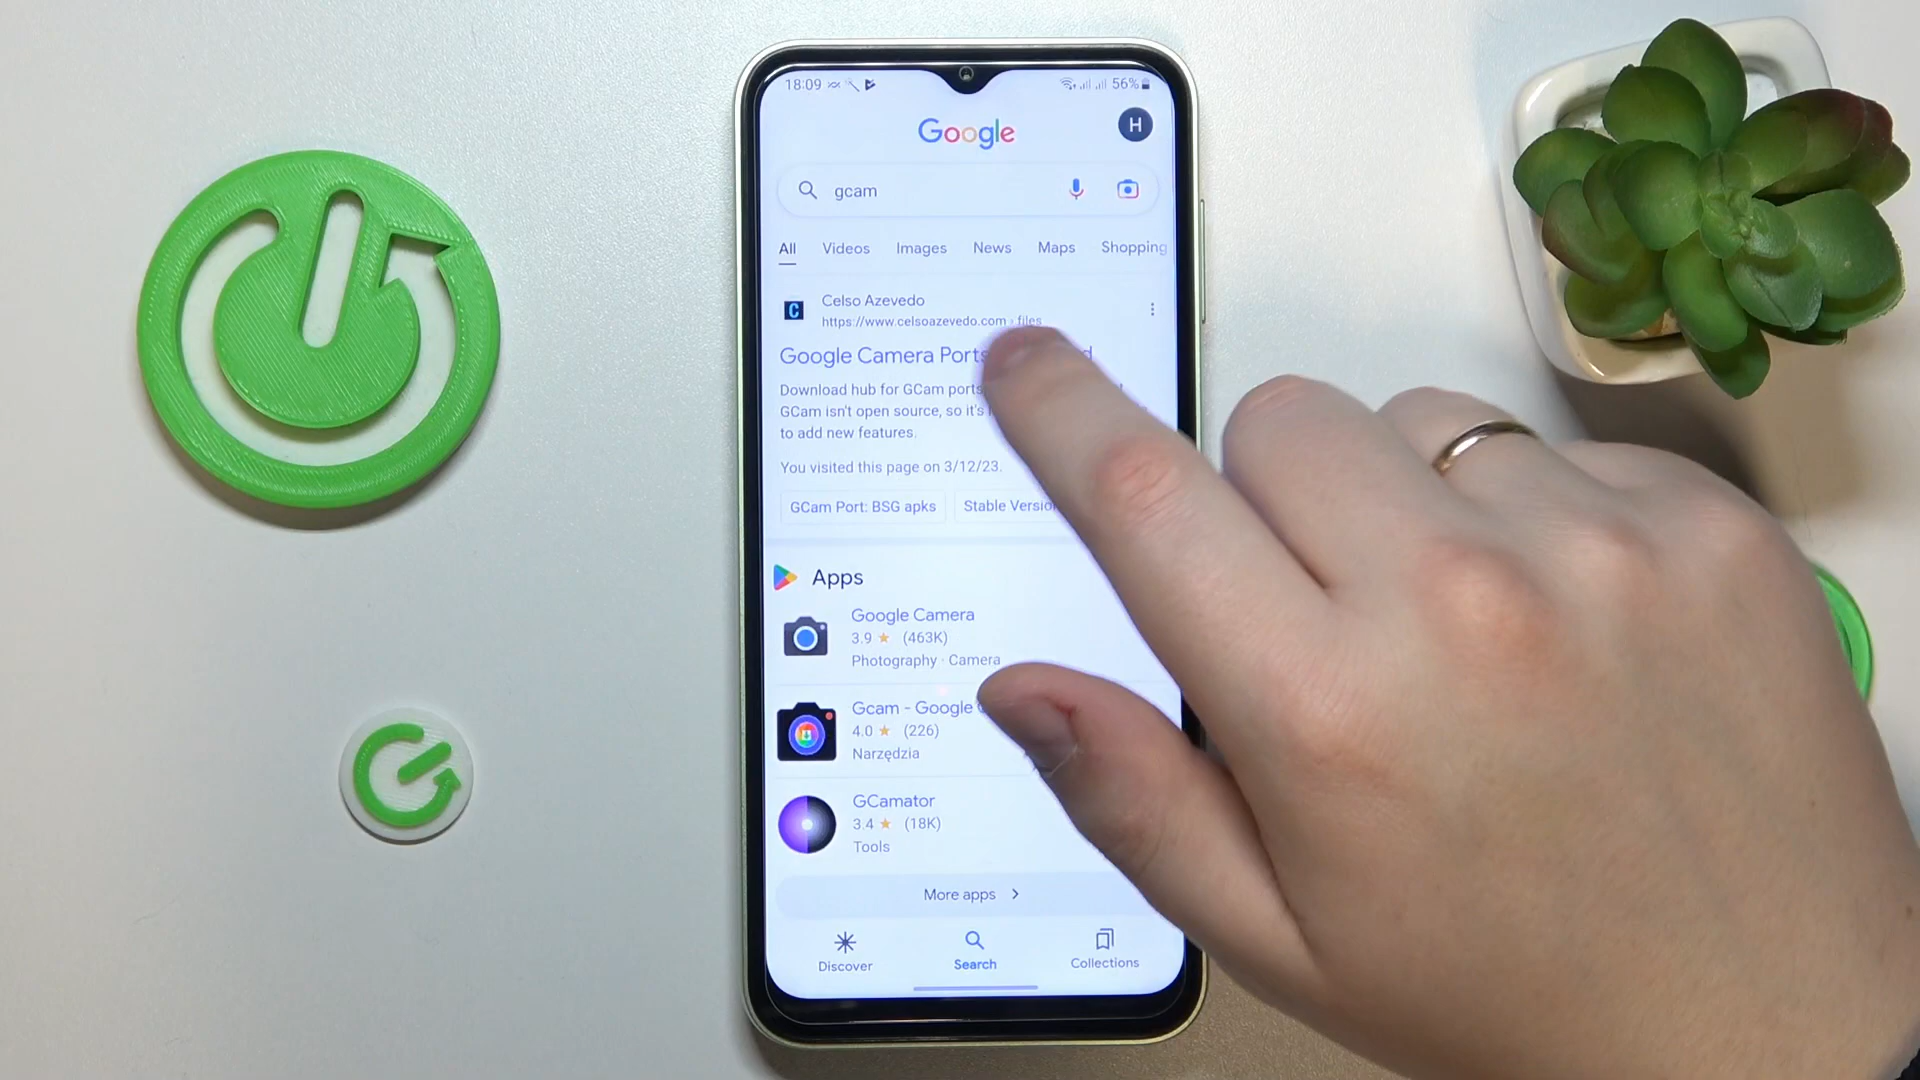 18:09
56%
Google
H
gcam
All Videos Images News Maps Shopping
C
Celso Azevedo
https://www.celsoazevedo.com › files
Google Camera Ports
Download hub for GCam ports
GCam isn't open source, so it's
to add new features.
You visited this page on 3/12/23.
GCam Port: BSG apks
Stable
Apps
Google Camera
3.9 ★ (463K)
Photography · Camera
Gcam - Google
4.0 ★ (226)
Narzędzia
GCamator
3.4 ★ (18K)
Tools
More apps >
Discover Search Collections